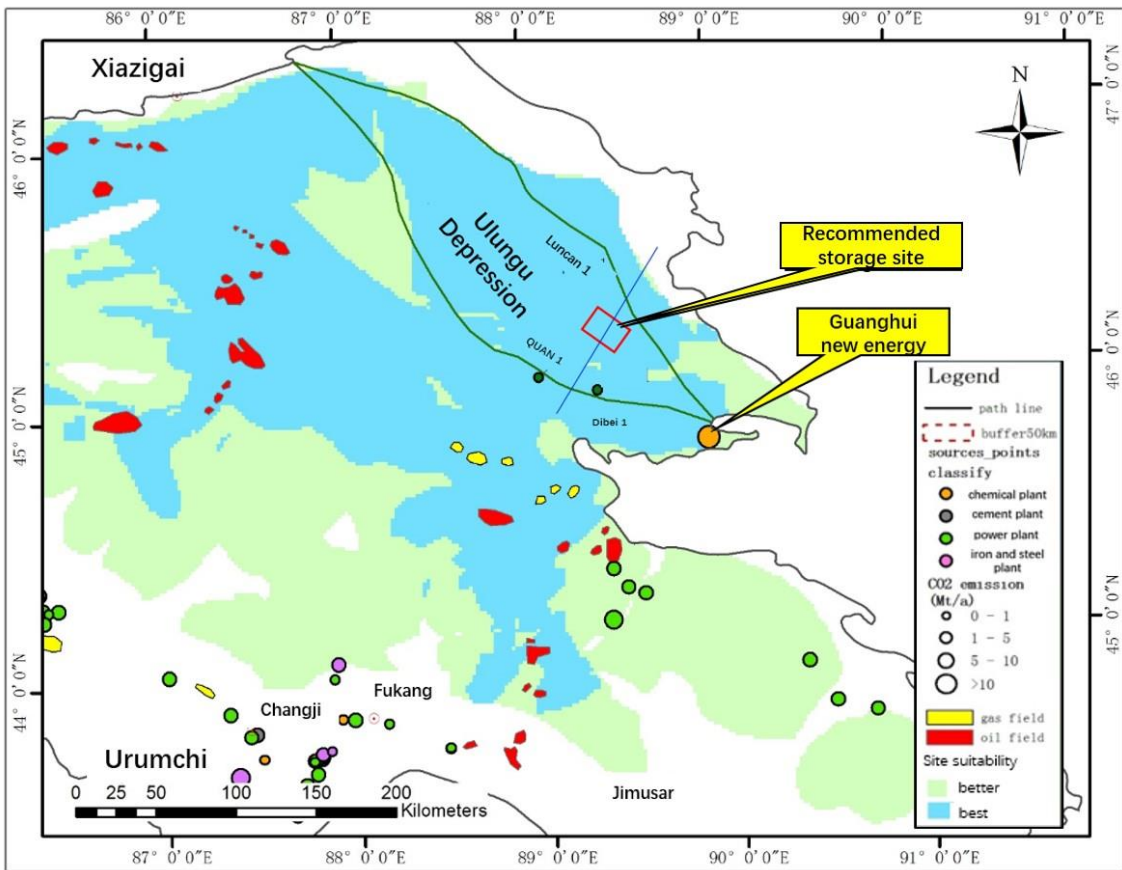 86° 0′0″E
87° 0′0″E
88° 0′0″E
89° 0′0″E
90° 0′0″E
91° 0′0″E
Xiazigai
N
47° 0′0″N
46° 0′0″N
Ulungu
Depression
Luncan 1
Recommended
storage site
Guanghui
new energy
QUAN 1
Dibei 1
46° 0′0″N
45° 0′0″N
Legend
path line
buffer50km
sources_points
classify
chemical plant
cement plant
power plant
iron and steel
plant
CO2 emission
(Mt/a)
0 - 1
1 - 5
5 - 10
>10
gas field
oil field
Site suitability
better
best
45° 0′0″N
44° 0′0″N
Fukang
Changji
Urumchi
Jimusar
0 25 50 100 150 200
Kilometers
87° 0′0″E
88° 0′0″E
89° 0′0″E
90° 0′0″E
91° 0′0″E